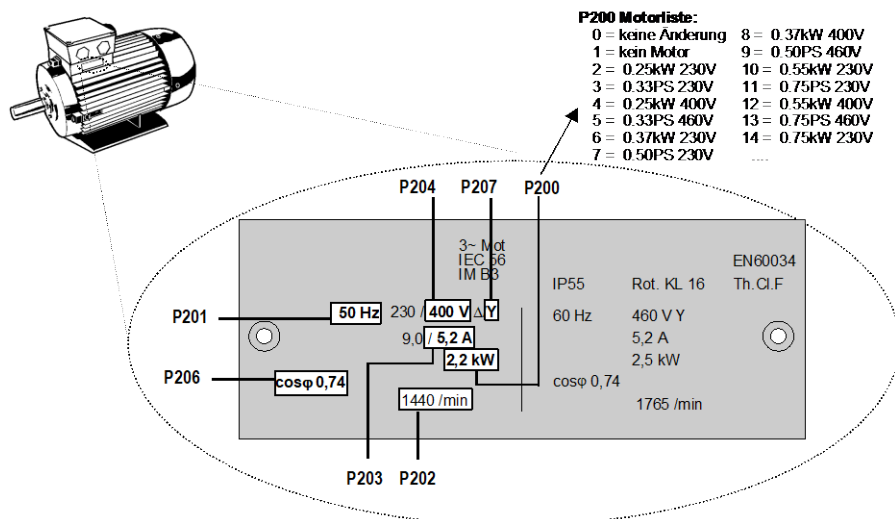 P200 Motorliste:
0 = keine Änderung 8 = 0.37kW 400V
1 = kein Motor 9 = 0.50PS 460V
2 = 0.25kW 230V 10 = 0.55kW 230V
3 = 0.33PS 230V 11 = 0.75PS 230V
4 = 0.25kW 400V 12 = 0.55kW 400V
5 = 0.33PS 460V 13 = 0.75PS 460V
6 = 0.37kW 230V 14 = 0.75kW 230V
7 = 0.50PS 230V ....
P204 P207 P200
3~ Mot
IEC 56
IM B3
EN60034
IP55 Rot. KL 16 Th.Cl.F
P201
50 Hz 230 / 400 V Δ Y 60 Hz 460 V Y
9,0 / 5,2 A 5,2 A
2,2 kW 2,5 kW
P206
cosφ 0,74 cosφ 0,74
1440 /min 1765 /min
P203 P202